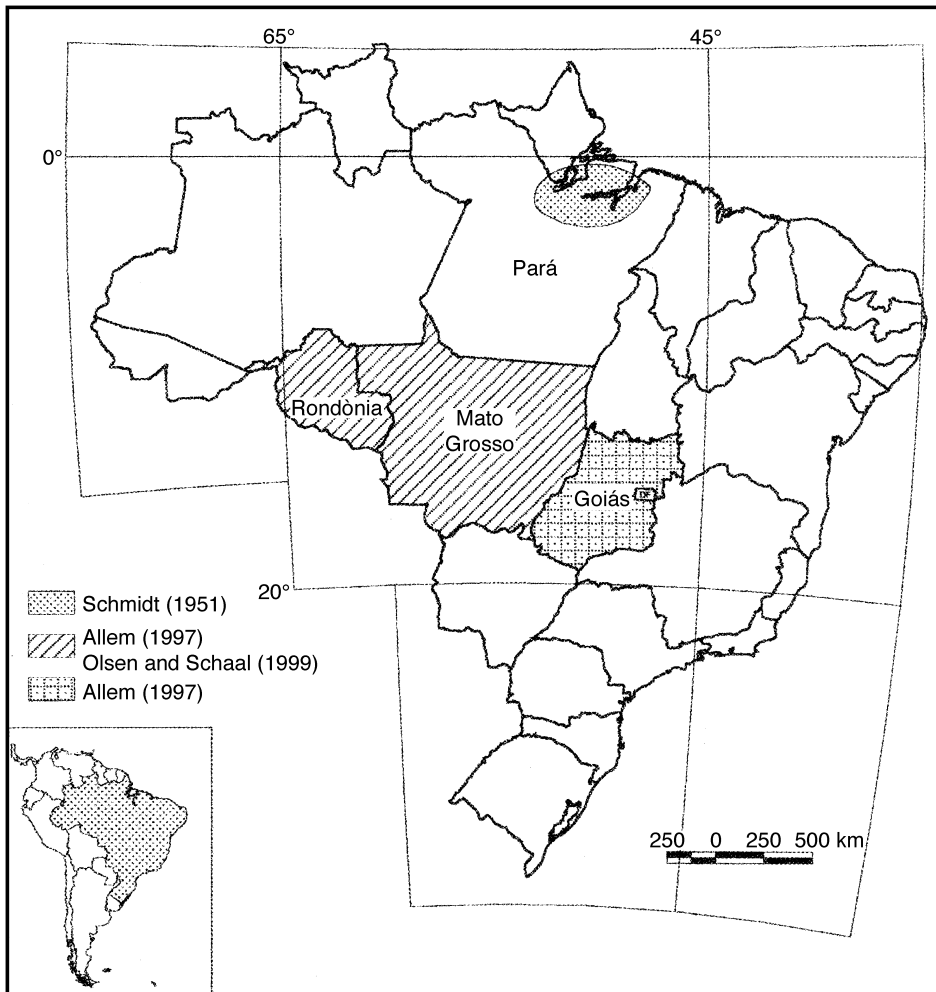 65°
45°
0°
Pará
Rondònia
Mato
Grosso
Goiás
DF
20°
Schmidt (1951)
Allem (1997)
Olsen and Schaal (1999)
Allem (1997)
250 0 250 500 km